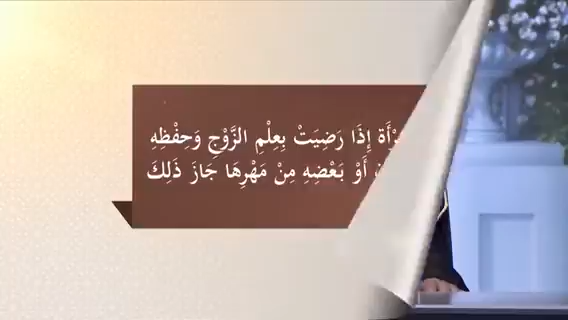 إِذَا رَضِيَتْ بِعِلْمِ الزَّوْجِ وَحِفْظِهِ
أَوْ بَعْضِهِ مِنْ مَهْرِهَا جَازَ ذَلِكَ